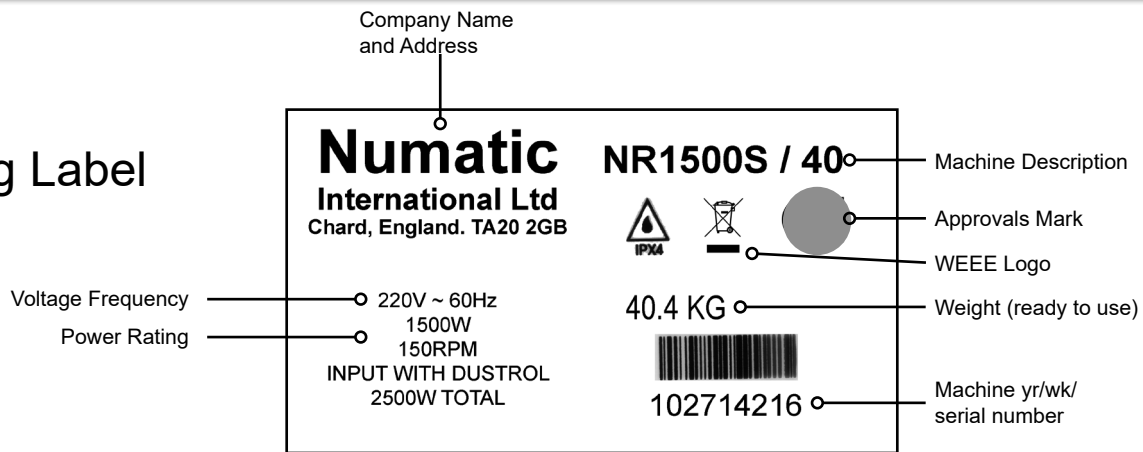 Company Name
and Address
g Label
Numatic
International Ltd
Chard, England. TA20 2GB
NR1500S / 40
Machine Description
IPX4
Approvals Mark
WEEE Logo
Voltage Frequency
220V ~ 60Hz
Power Rating
1500W
150RPM
INPUT WITH DUSTROL
2500W TOTAL
40.4 KG
Weight (ready to use)
102714216
Machine yr/wk/
serial number